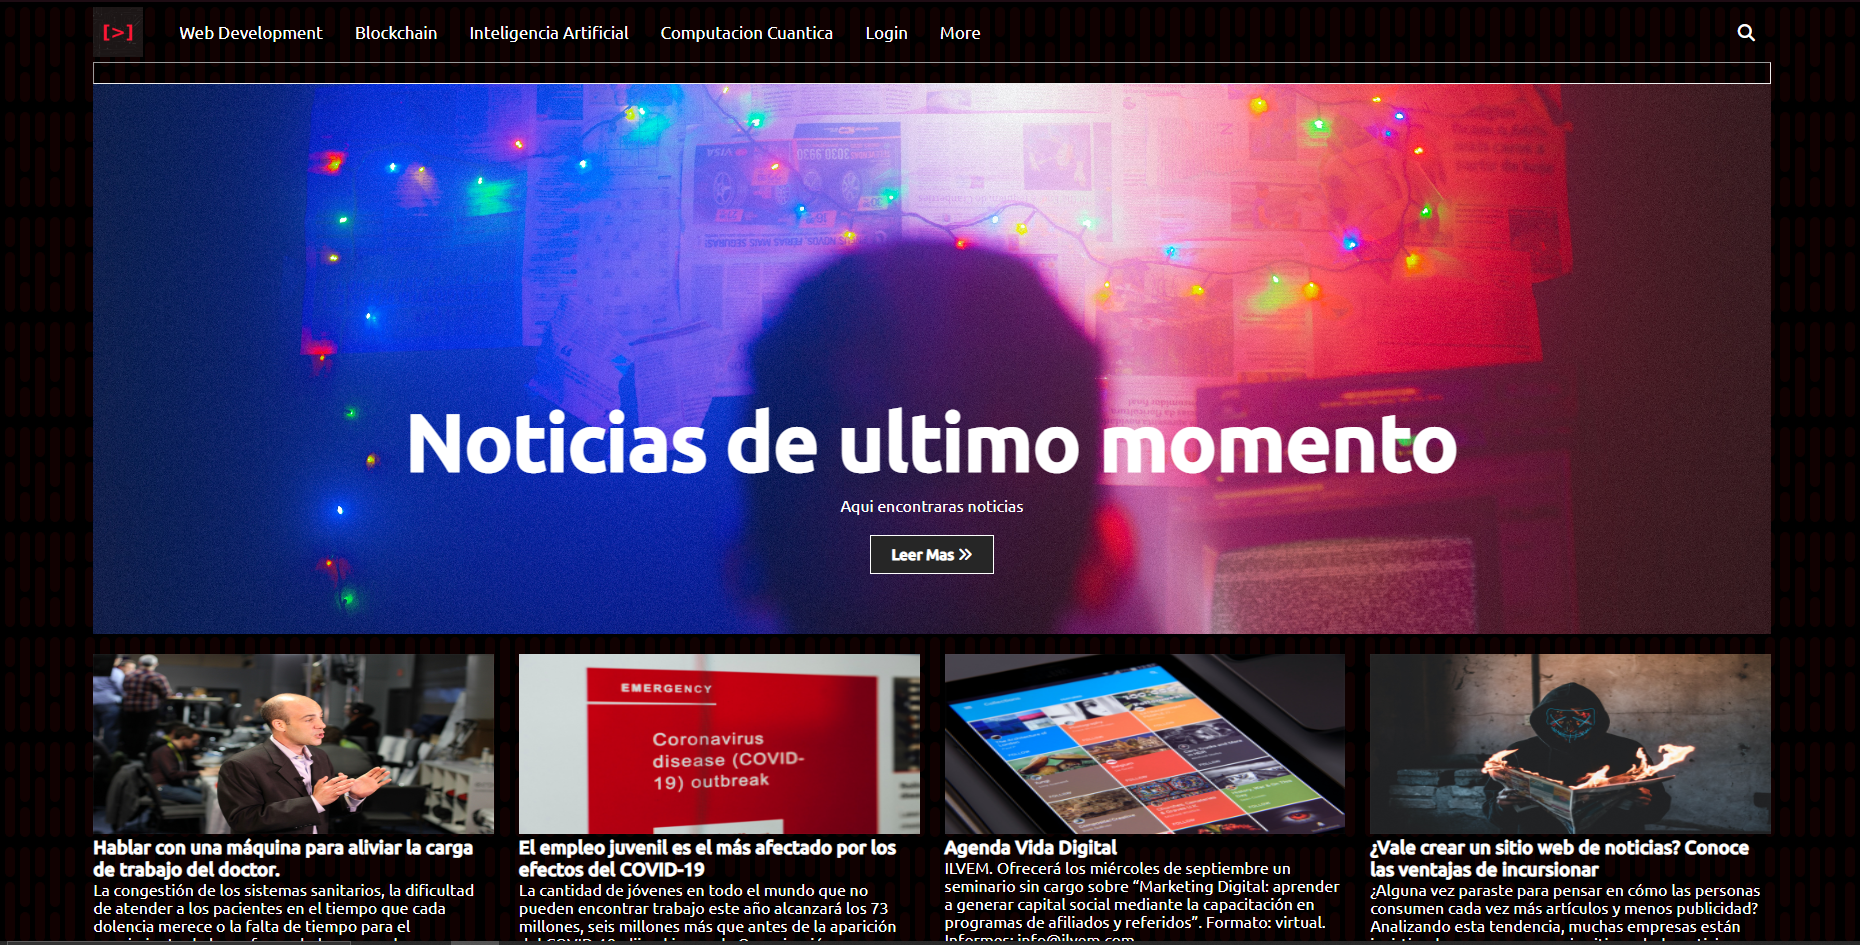 [>]
Web Development
Blockchain
Inteligencia Artificial
Computacion Cuantica
Login
More
Noticias de ultimo momento
Aqui encontraras noticias
Leer Mas »
EMERGENCY
Coronavirus
disease (COVID-
19) outbreak
Hablar con una máquina para aliviar la carga
de trabajo del doctor.
La congestión de los sistemas sanitarios, la dificultad
de atender a los pacientes en el tiempo que cada
dolencia merece o la falta de tiempo para el
El empleo juvenil es el más afectado por los
efectos del COVID-19
La cantidad de jóvenes en todo el mundo que no
pueden encontrar trabajo este año alcanzará los 73
millones, seis millones más que antes de la aparición
Agenda Vida Digital
ILVEM. Ofrecerá los miércoles de septiembre un
seminario sin cargo sobre “Marketing Digital: aprender
a generar capital social mediante la capacitación en
programas de afiliados y referidos”. Formato: virtual.
Informes: info@ilvem.com
¿Vale crear un sitio web de noticias? Conoce
las ventajas de incursionar
¿Alguna vez paraste para pensar en cómo las personas
consumen cada vez más artículos y menos publicidad?
Analizando esta tendencia, muchas empresas están